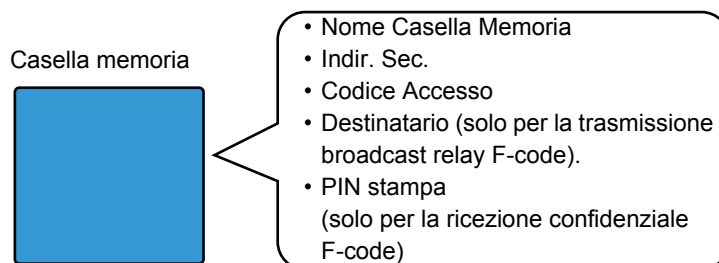 Casella memoria
• Nome Casella Memoria
• Indir. Sec.
• Codice Accesso
• Destinatario (solo per la trasmissione
broadcast relay F-code).
• PIN stampa
(solo per la ricezione confidenziale
F-code)